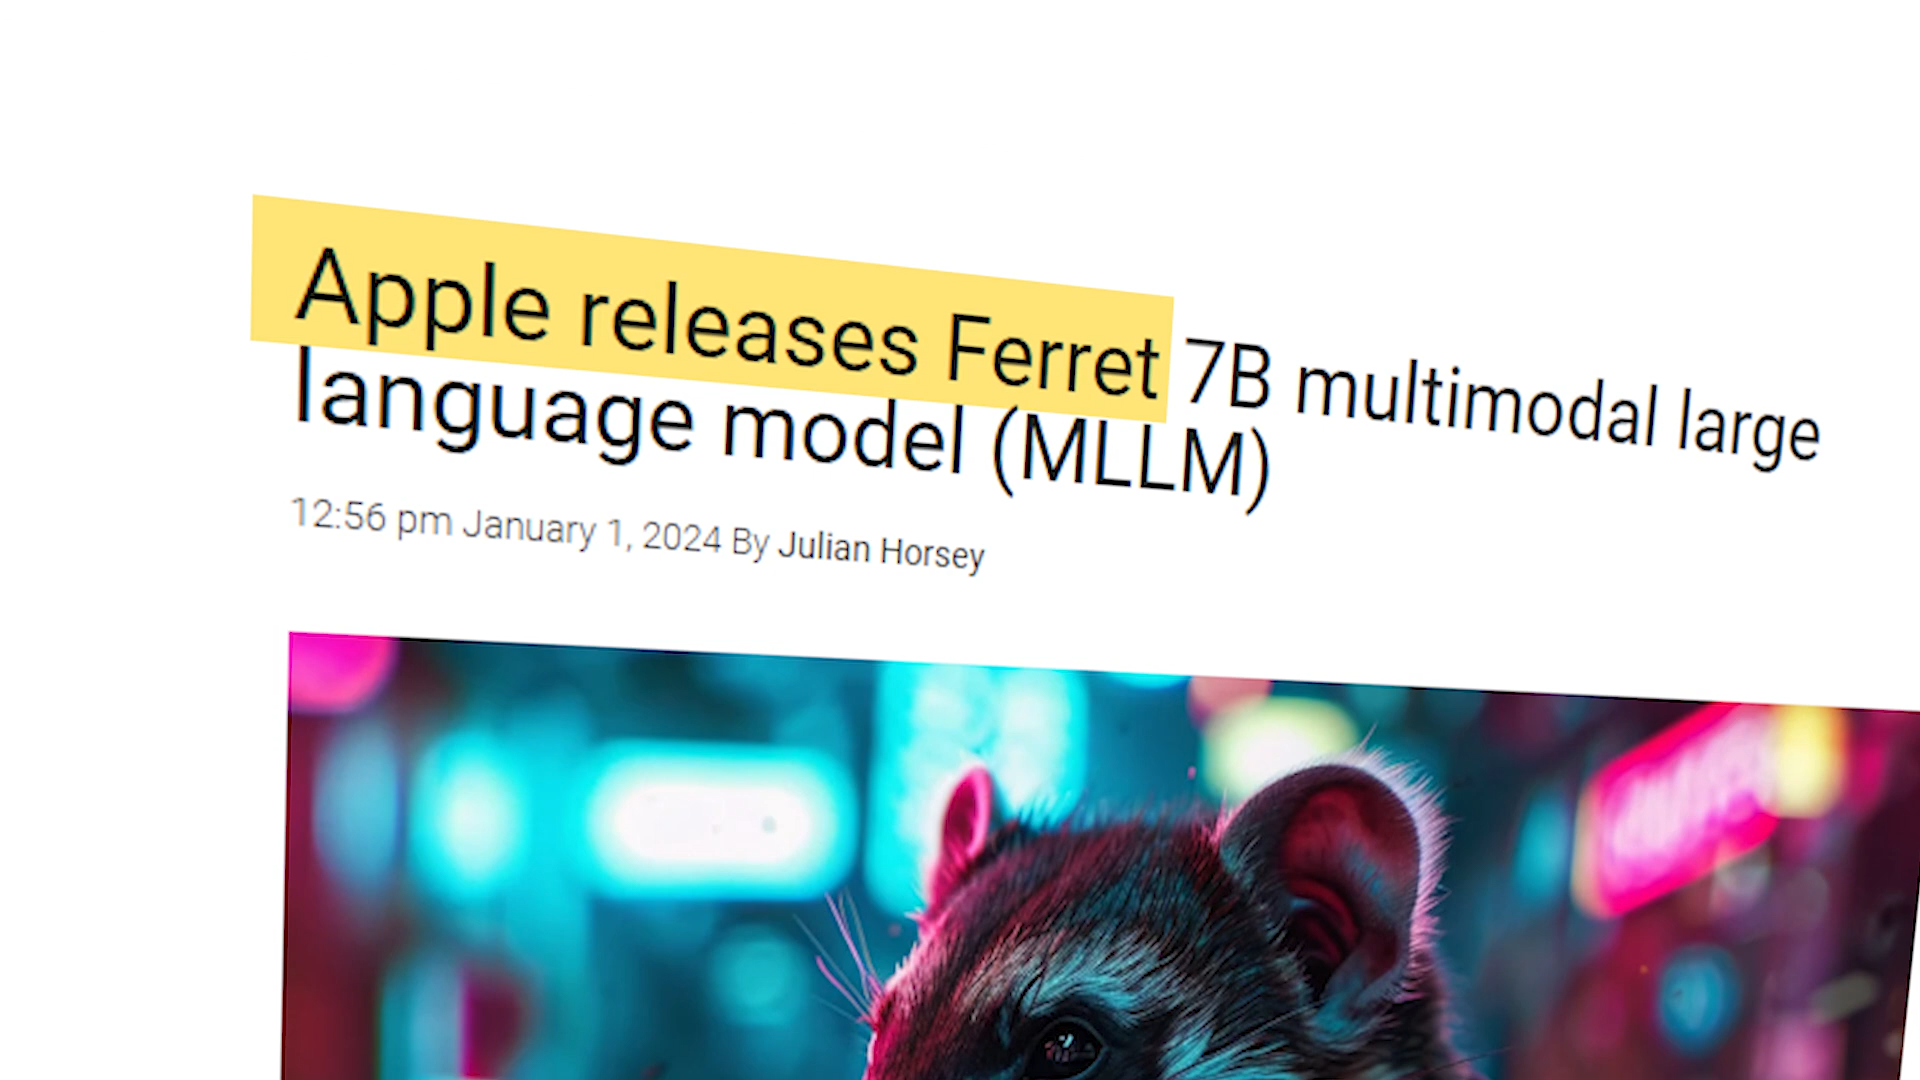 Apple releases Ferret 7B multimodal large
language model (MLLM)
12:56 pm January 1, 2024 By Julian Horsey